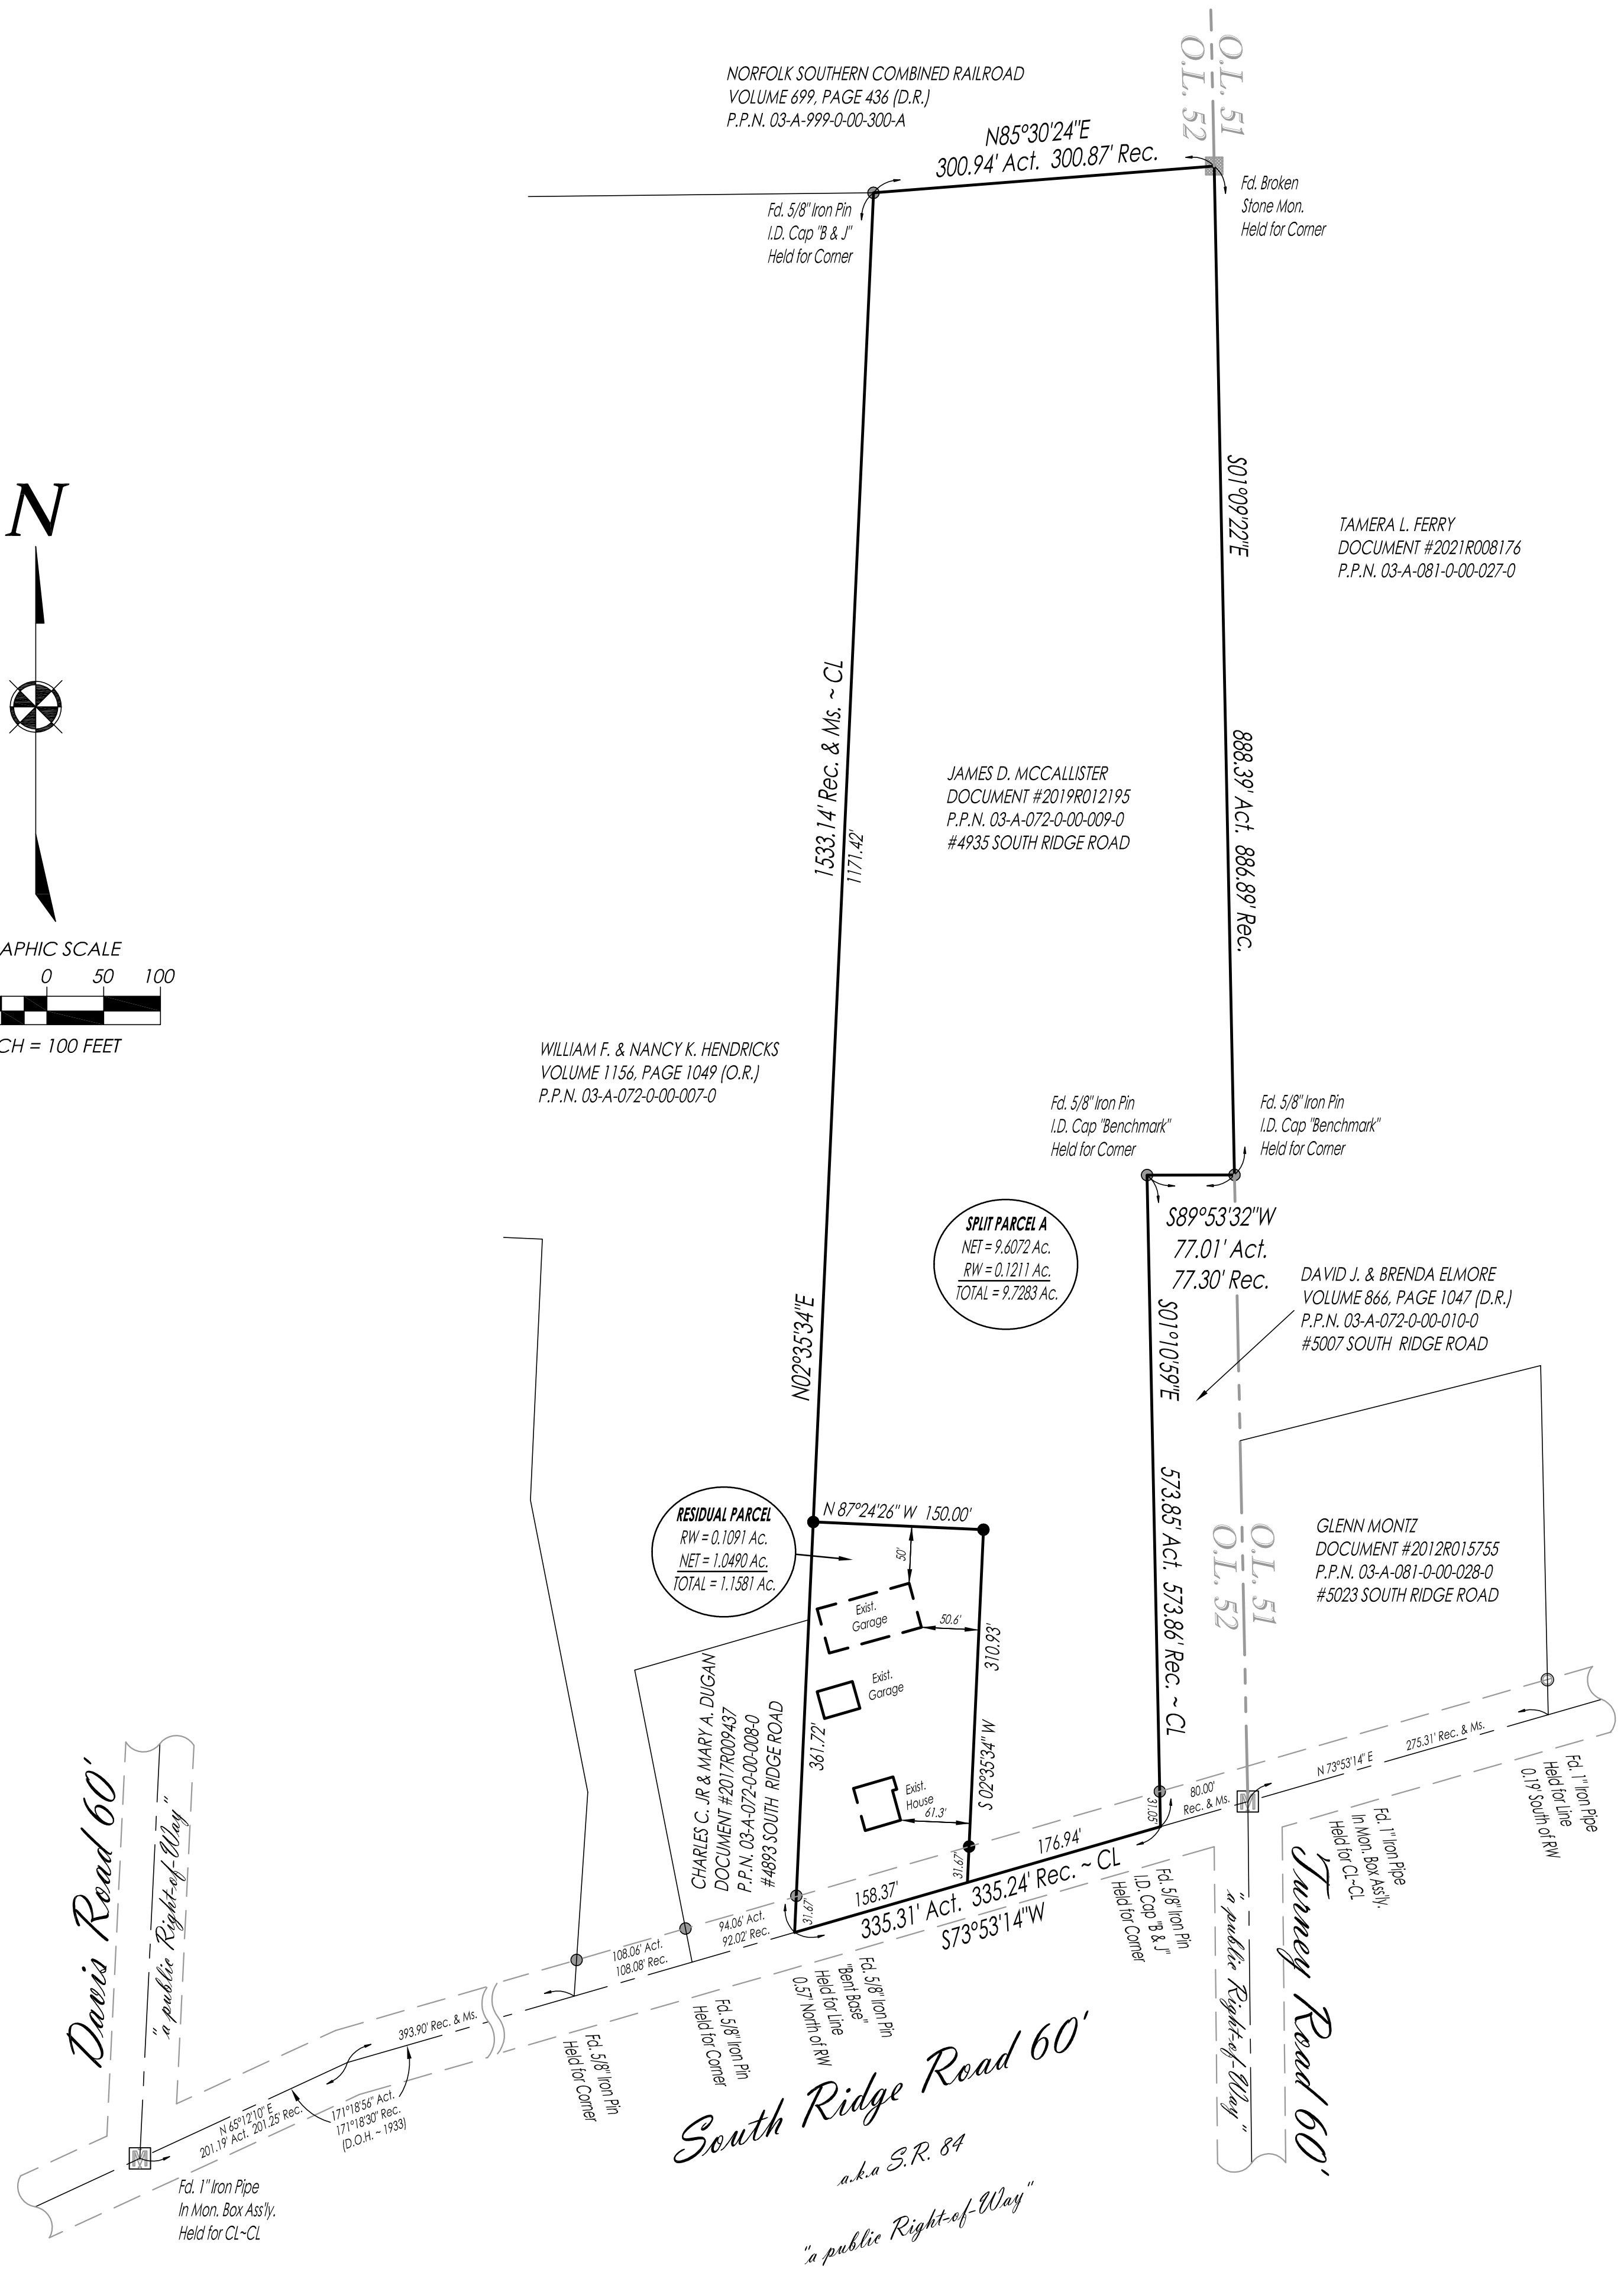 O.L. 51
O.L. 52
NORFOLK SOUTHERN COMBINED RAILROAD
VOLUME 699, PAGE 436 (D.R.)
P.P.N. 03-A-999-0-00-300-A
N85°30'24"E
300.94' Act. 300.87' Rec.
Fd. Broken
Stone Mon.
Held for Corner
Fd. 5/8" Iron Pin
I.D. Cap "B & J"
Held for Corner
S01°09'22"E
888.39' Act. 886.89' Rec.
N
TAMERA L. FERRY
DOCUMENT #2021R008176
P.P.N. 03-A-081-0-00-027-0
1533.14' Rec. & Ms. ~ CL
1171.42'
N02°35'34"E
JAMES D. MCCALLISTER
DOCUMENT #2019R012195
P.P.N. 03-A-072-0-00-009-0
#4935 SOUTH RIDGE ROAD
APHIC SCALE
0 50 100
CH = 100 FEET
WILLIAM F. & NANCY K. HENDRICKS
VOLUME 1156, PAGE 1049 (O.R.)
P.P.N. 03-A-072-0-00-007-0
Fd. 5/8" Iron Pin
I.D. Cap "Benchmark"
Held for Corner
Fd. 5/8" Iron Pin
I.D. Cap "Benchmark"
Held for Corner
SPLIT PARCEL A
NET = 9.6072 Ac.
RW = 0.1211 Ac.
TOTAL = 9.7283 Ac.
S89°53'32"W
77.01' Act.
77.30' Rec.
DAVID J. & BRENDA ELMORE
VOLUME 866, PAGE 1047 (D.R.)
P.P.N. 03-A-072-0-00-010-0
#5007 SOUTH RIDGE ROAD
S01°10'59"E
573.85' Act. 573.86' Rec. ~ CL
RESIDUAL PARCEL
RW = 0.1091 Ac.
NET = 1.0490 Ac.
TOTAL = 1.1581 Ac.
N 87°24'26" W 150.00'
50'
Exist.
Garage
50.6'
310.93'
S 02°35'34" W
Exist.
Garage
361.72'
Exist.
House
61.3'
O.L. 51
O.L. 52
GLENN MONTZ
DOCUMENT #2012R015755
P.P.N. 03-A-081-0-00-028-0
#5023 SOUTH RIDGE ROAD
CHARLES C. JR & MARY A. DUGAN
DOCUMENT #2017R009437
P.P.N. 03-A-072-0-00-008-0
#4893 SOUTH RIDGE ROAD
31.67'
31.67'
31.05'
158.37'
176.94'
335.31' Act. 335.24' Rec. ~ CL
S73°53'14"W
80.00'
Rec. & Ms.
M
N 73°53'14" E
275.31' Rec. & Ms.
Fd. 1" Iron Pipe
Held for Line
0.19' South of RW
Fd. 1" Iron Pipe
In Mon. Box Ass'ly.
Held for CL~CL
Fd. 5/8" Iron Pin
I.D. Cap "B & J"
Held for Corner
94.06' Act.
92.02' Rec.
108.06' Act.
108.08' Rec.
Fd. 5/8" Iron Pin
"Bent Base"
Held for Line
0.57' North of RW
Fd. 5/8" Iron Pin
Held for Corner
Fd. 5/8" Iron Pin
Held for Corner
393.90' Rec. & Ms.
Davis Road 60'
"a public Right-of-Way"
N 65°12'10" E
201.19' Act. 201.25' Rec.
171°18'56" Act.
171°18'30" Rec.
(D.O.H. ~ 1933)
M
Fd. 1" Iron Pipe
In Mon. Box Ass'ly.
Held for CL~CL
South Ridge Road 60'
a.k.a S.R. 84
"a public Right-of-Way"
Turney Road 60'
"a public Right-of-Way"